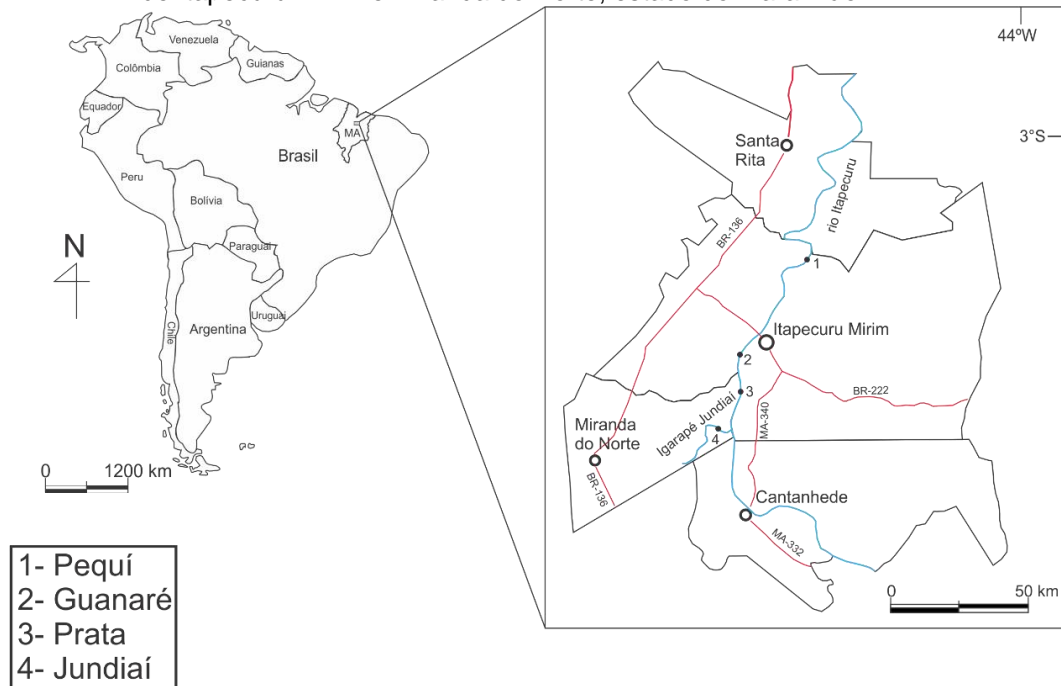 44°W
Venezuela
Colômbia
Guianas
Equador
MA
Brasil
Peru
Bolívia
Paraguai
Chile
Argentina
Uruguai
N
0 1200 km
3°S
Santa
Rita
rio Itapecuru
BR-136
1
Itapecuru Mirim
2
3
BR-222
MA-340
Igarapé Jundiaí
4
Miranda
do Norte
BR-136
Cantanhede
MA-332
0 50 km
1- Pequí
2- Guanaré
3- Prata
4- Jundiaí